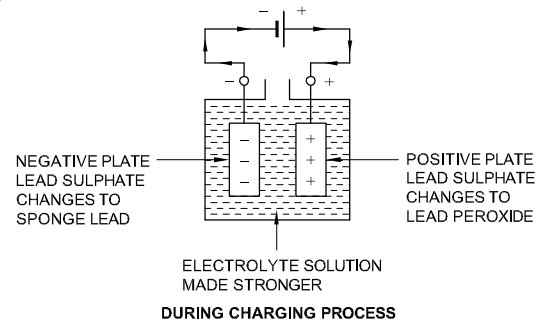 − +
− +
− +
− +
− +
NEGATIVE PLATE
LEAD SULPHATE
CHANGES TO
SPONGE LEAD
POSITIVE PLATE
LEAD SULPHATE
CHANGES TO
LEAD PEROXIDE
ELECTROLYTE SOLUTION
MADE STRONGER
DURING CHARGING PROCESS